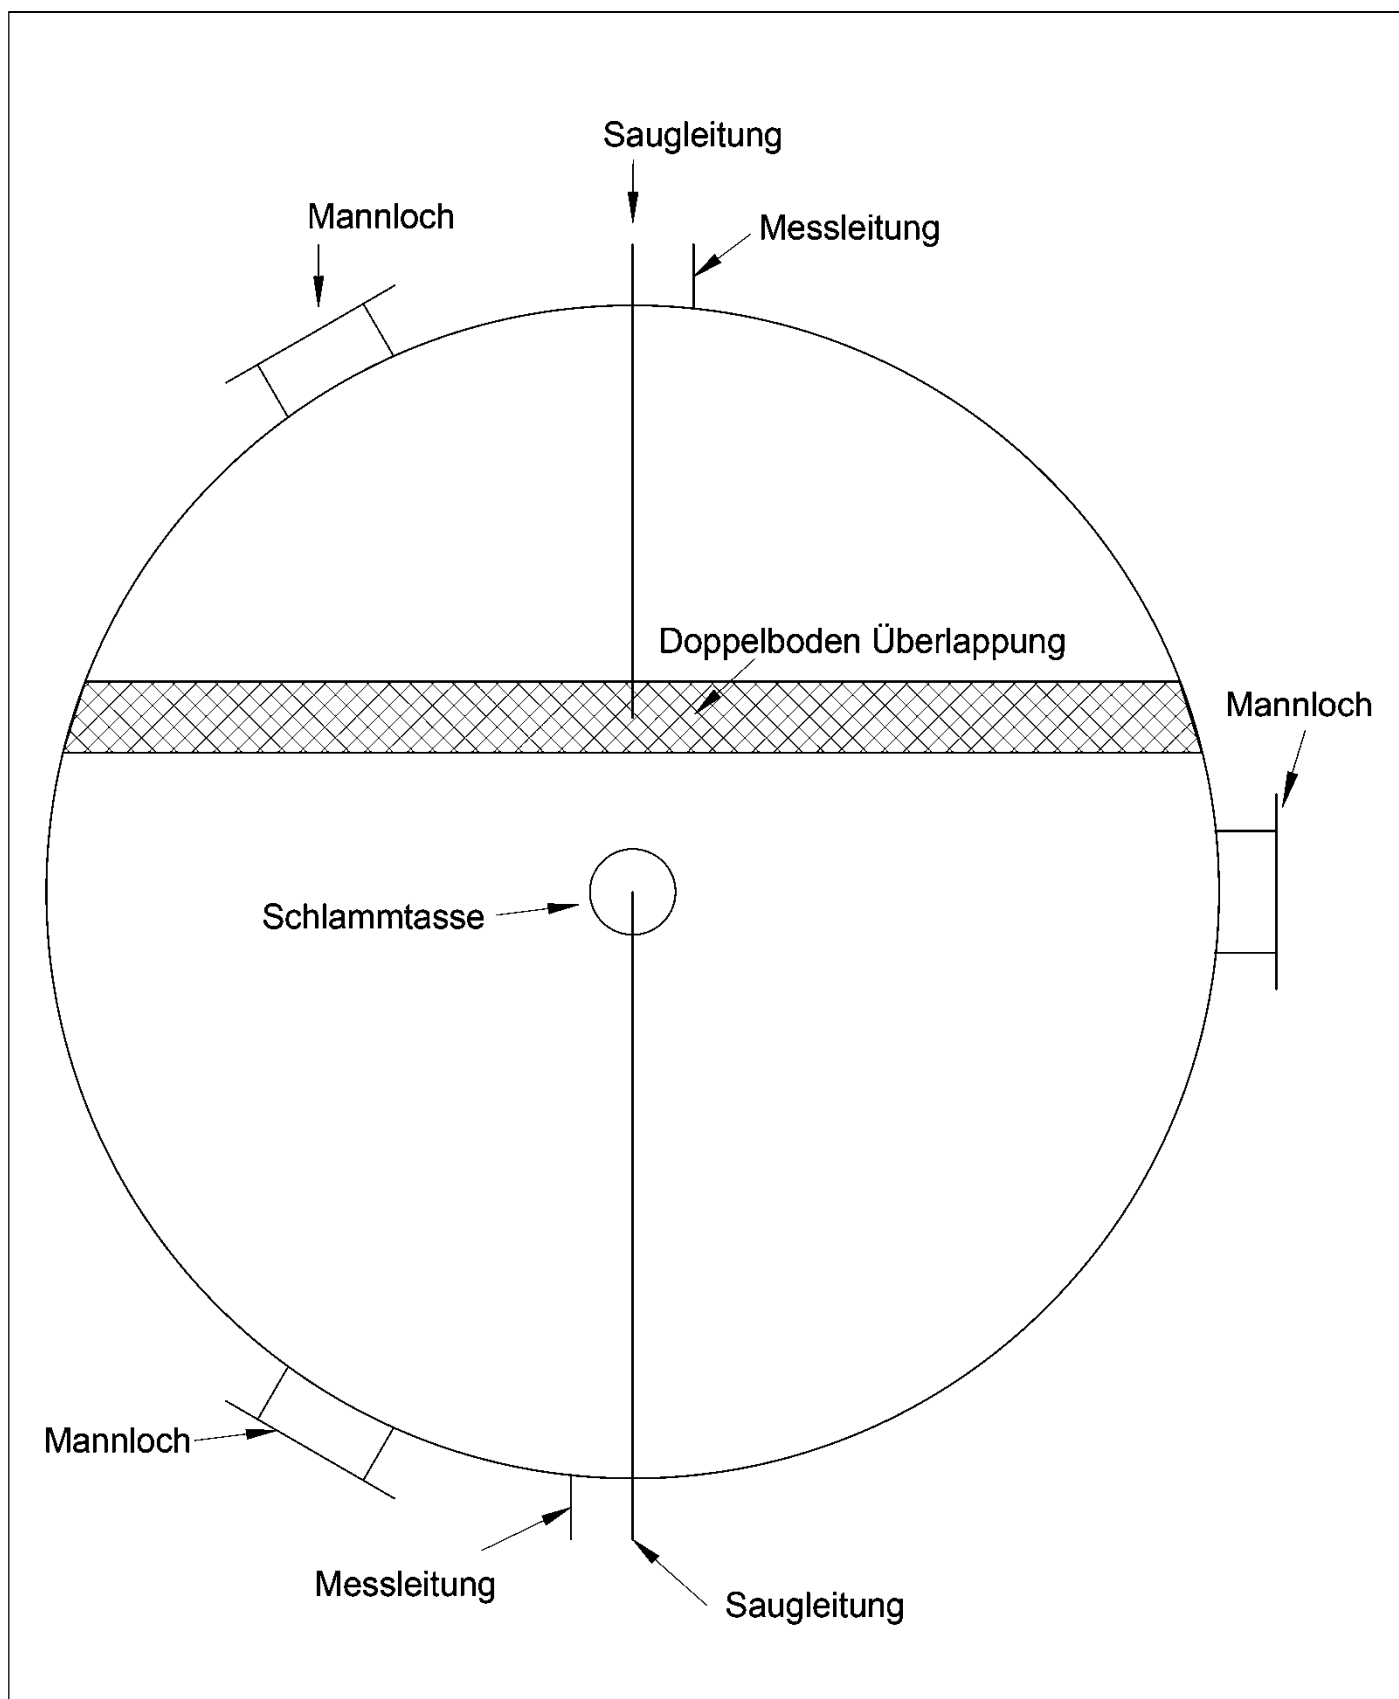 Saugleitung
Mannloch
Messleitung
Doppelboden Überlappung
Mannloch
Schlammtasse
Mannloch
Messleitung
Saugleitung